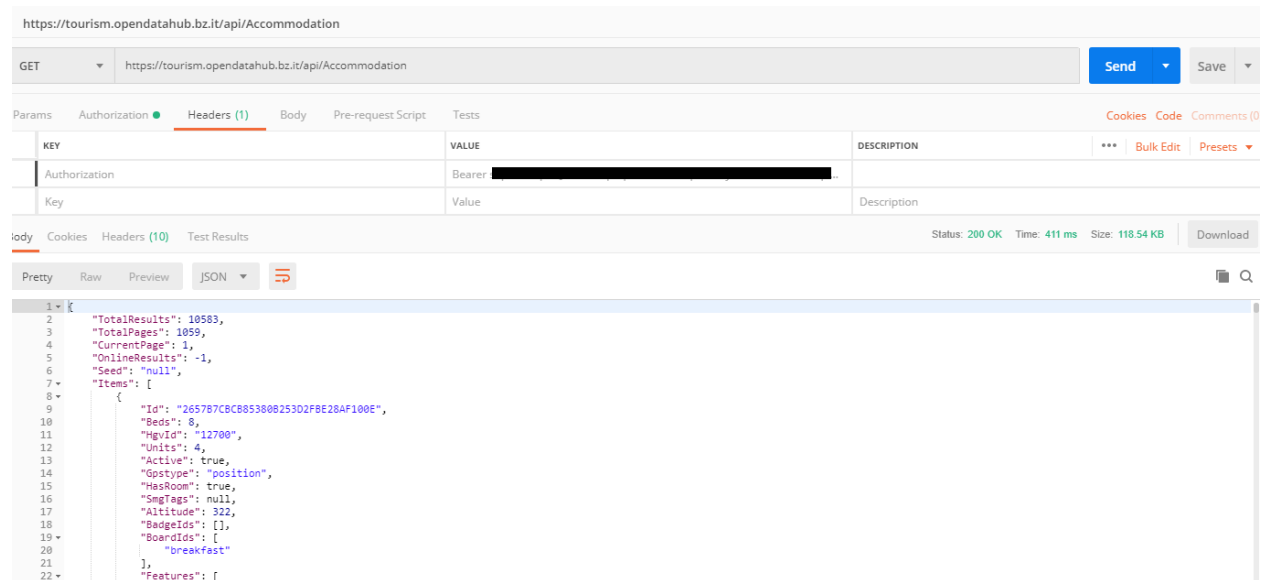 https://tourism.opendatahub.bz.it/api/Accommodation
GET https://tourism.opendatahub.bz.it/api/Accommodation Send Save
Params Authorization Headers (1) Body Pre-request Script Tests Cookies Code Comments (0
KEY VALUE DESCRIPTION ••• Bulk Edit Presets
Authorization Bearer ...
Key Value Description
Body Cookies Headers (10) Test Results Status: 200 OK Time: 411 ms Size: 118.54 KB Download
Pretty Raw Preview JSON
1 {
2 "TotalResults": 10583,
3 "TotalPages": 1059,
4 "CurrentPage": 1,
5 "OnlineResults": -1,
6 "Seed": "null",
7 "Items": [
8 {
9 "Id": "2657B7CBCB85380B253D2FBE28AF100E",
10 "Beds": 8,
11 "HgvId": "12700",
12 "Units": 4,
13 "Active": true,
14 "Gpstype": "position",
15 "HasRoom": true,
16 "SmgTags": null,
17 "Altitude": 322,
18 "BadgeIds": [],
19 "BoardIds": [
20 "breakfast"
21 ],
22 "Features": [